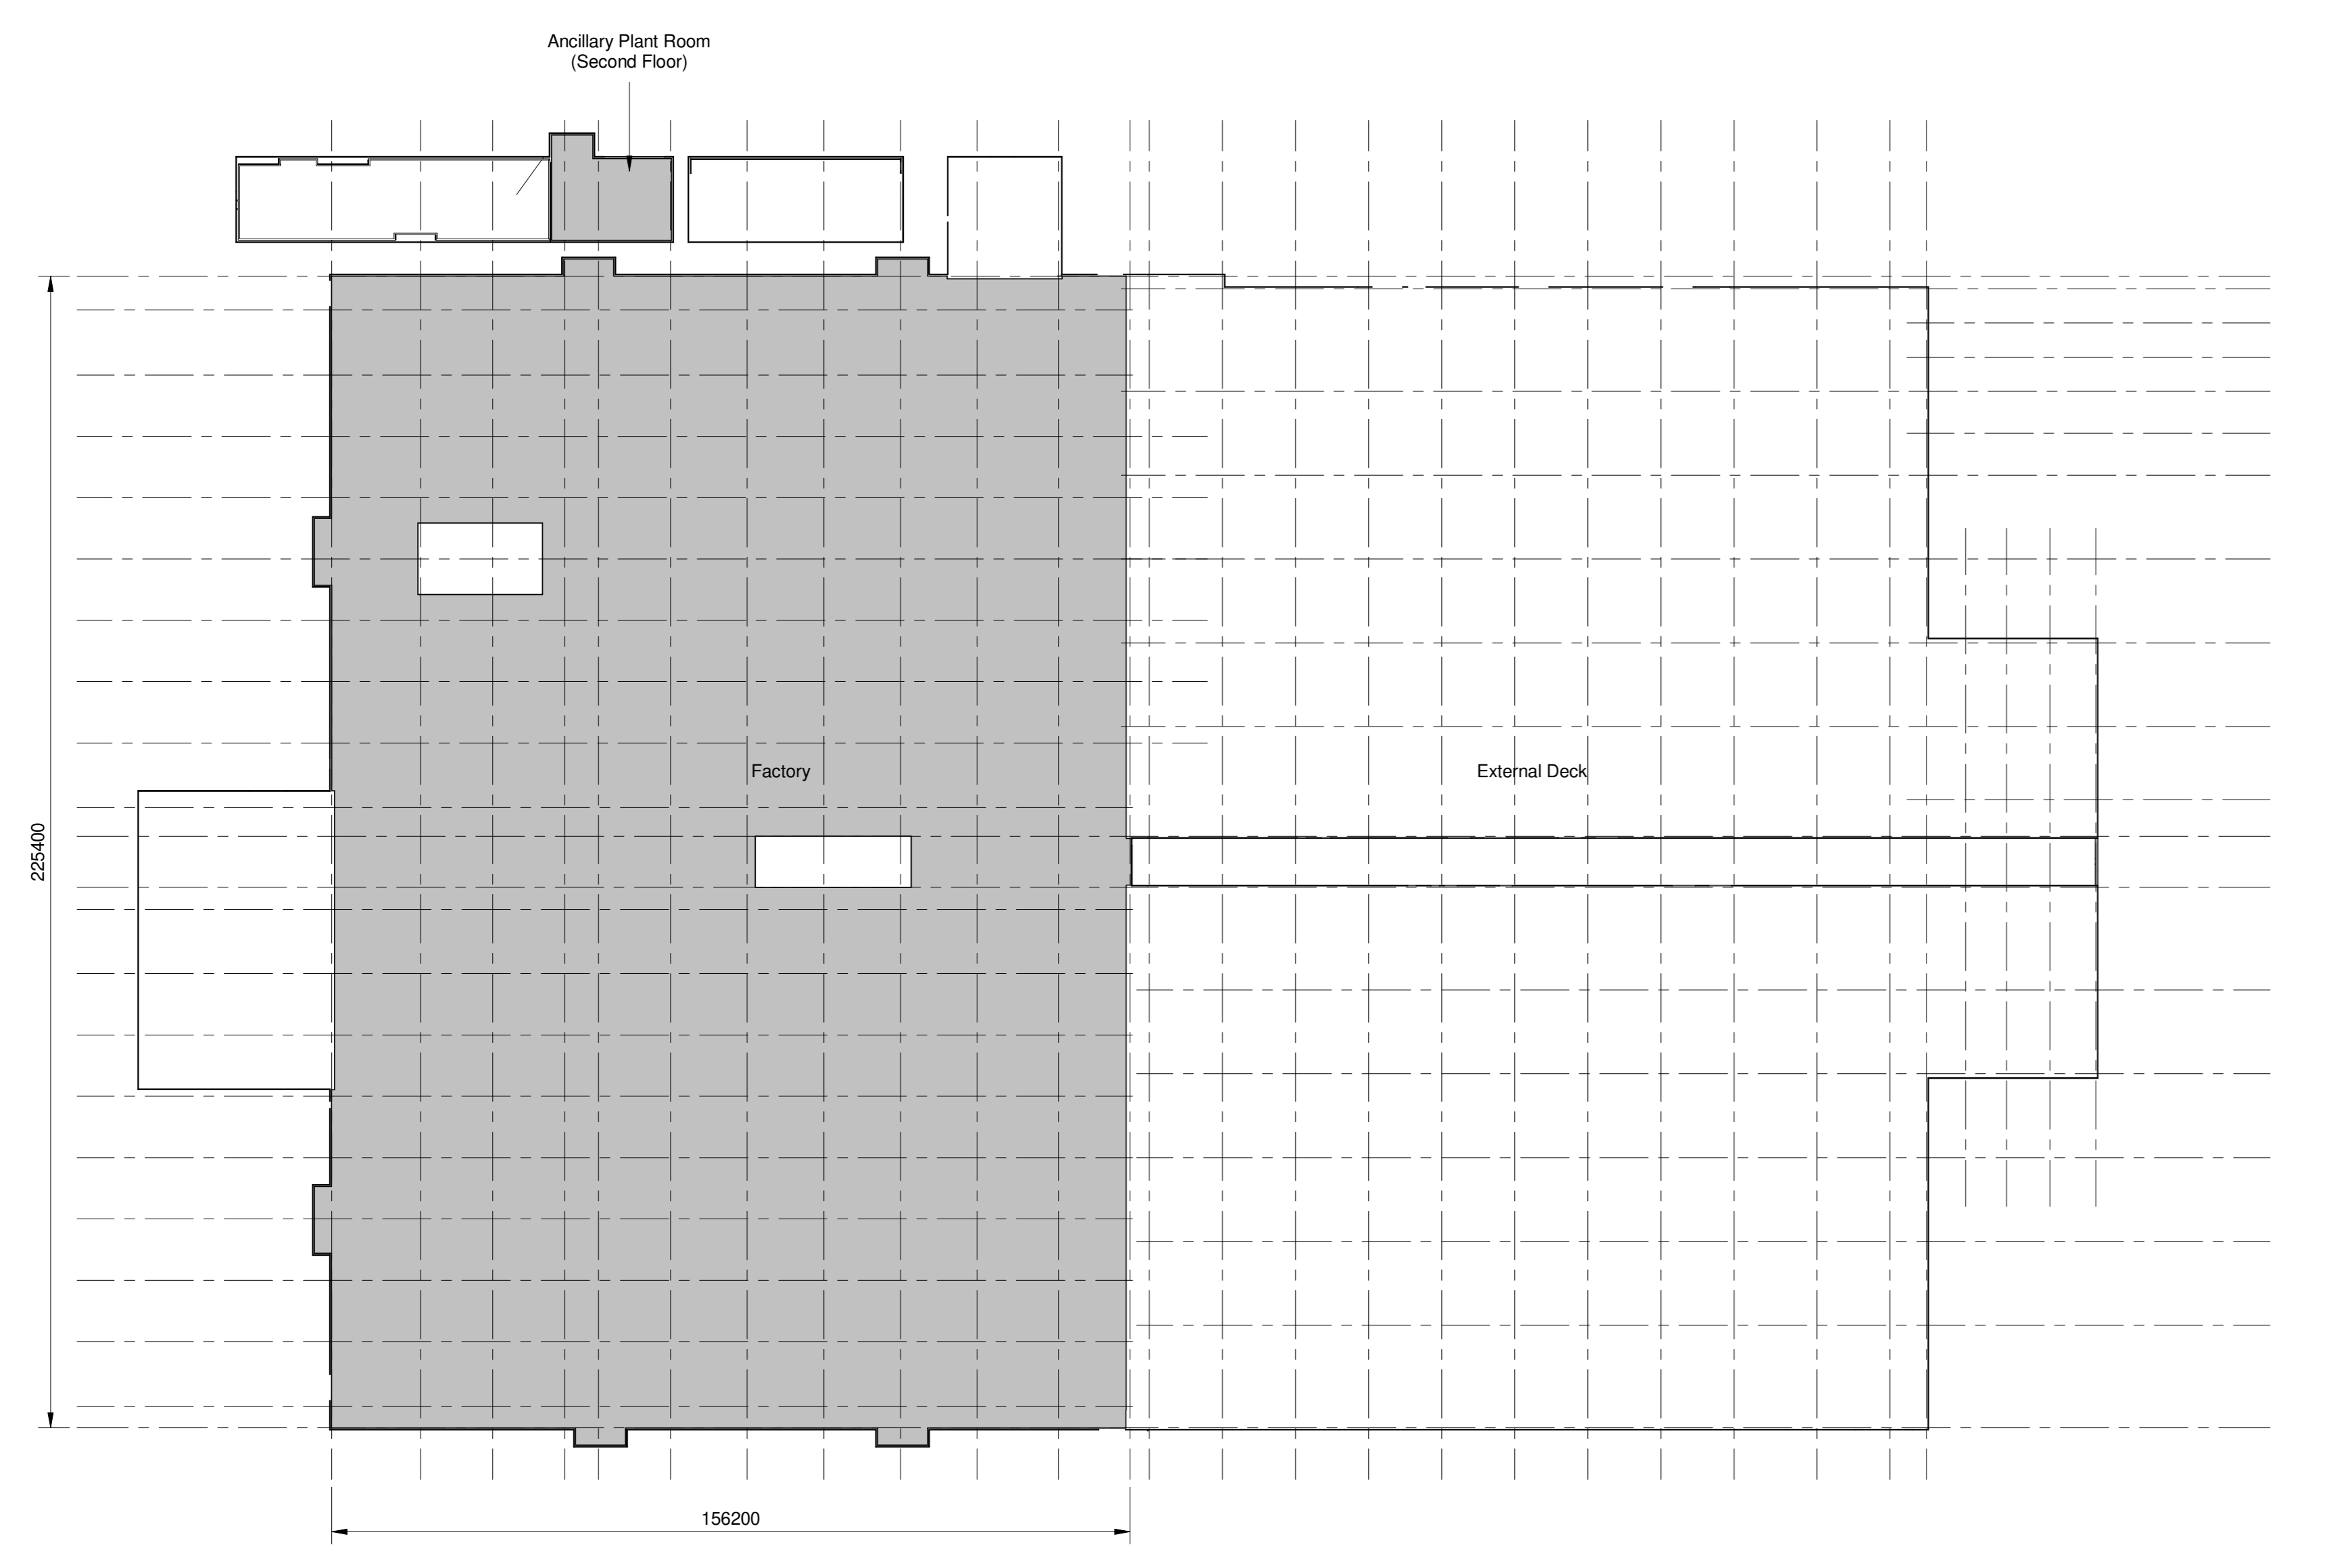 Ancillary Plant Room
(Second Floor)
Factory
External Deck
225400
156200